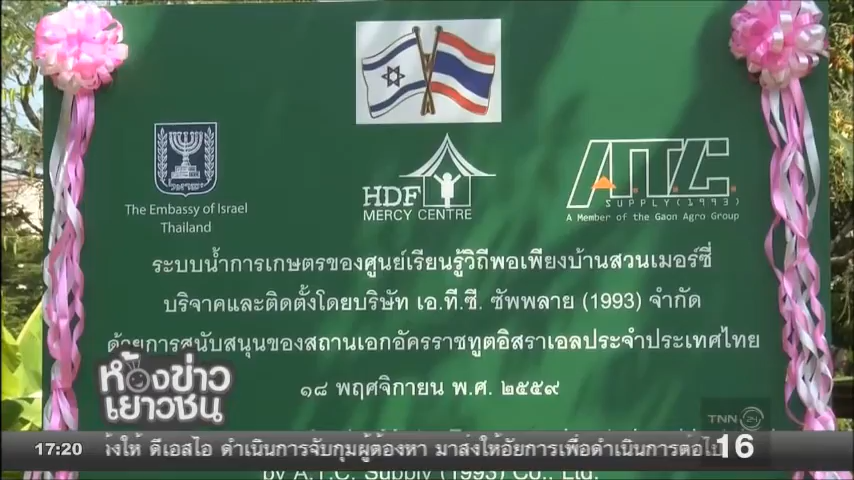 The Embassy of Israel
Thailand
HDF
MERCY CENTRE
A.T.C.
SUPPLY (1993)
A Member of the Gaon Agro Group
ระบบน้ำการเกษตรของศูนย์เรียนรู้วิถีพอเพียงบ้านสวนเมอร์ซี่
บริจาคและติดตั้งโดยบริษัท เอ.ที.ซี. ซัพพลาย (1993) จำกัด
ด้วยการสนับสนุนของสถานเอกอัครราชทูตอิสราเอลประจำประเทศไทย
๑๘ พฤศจิกายน พ.ศ. ๒๕๕๙
ห้องข่าว
เยาวชน
TNN 24
16
17:20
ดีเอสไอ ดำเนินการจับกุมผู้ต้องหา มาส่งให้อัยการเพื่อดำเนินการต่อไป
by A.T.C. Supply (1993) Co., Ltd.